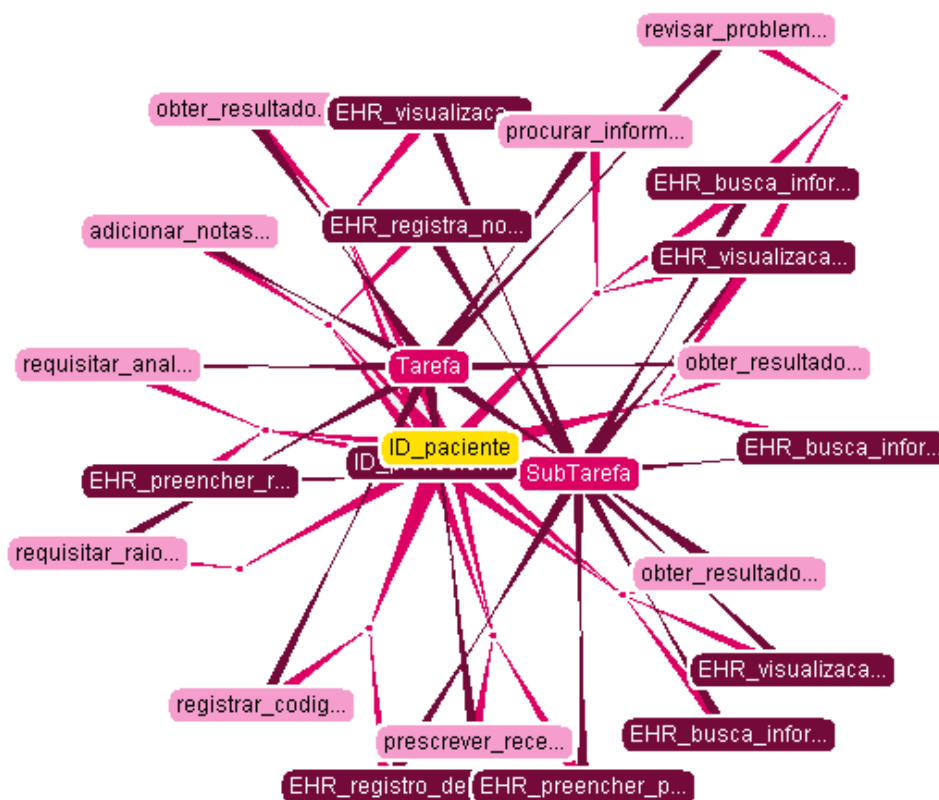 revisar_problem...
obter_resultado...
EHR_visualizaca...
procurar_inform...
EHR_busca_infor...
adicionar_notas...
EHR_registra_no...
EHR_visualizaca...
requisitar_anal...
Tarefa
obter_resultado...
ID_paciente
EHR_busca_infor...
ID_
SubTarefa
EHR_preencher_r...
requisitar_raio...
obter_resultado...
EHR_visualizaca...
registrar_codig...
EHR_busca_infor...
prescrever_rece...
EHR_registro_de
EHR_preencher_p...